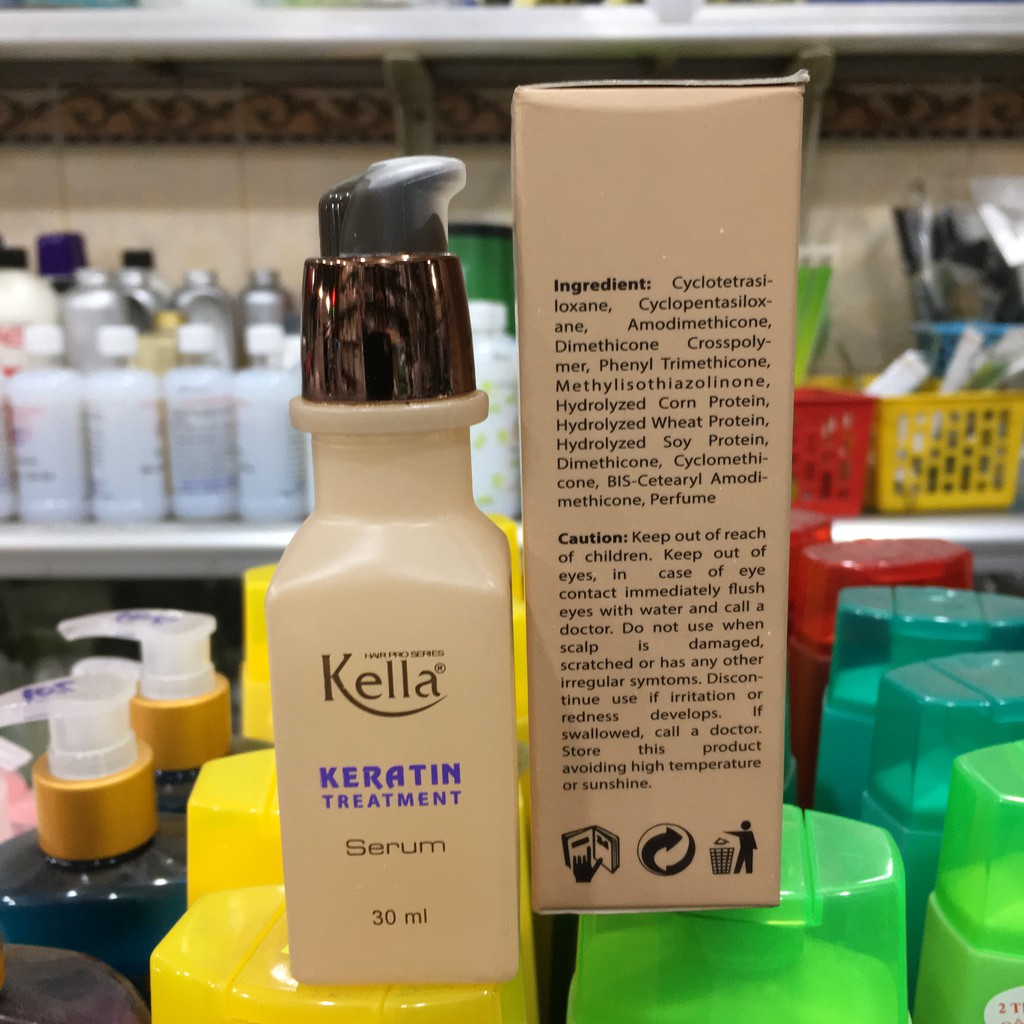 HAIR PRO SERIES
Kella®
KERATIN
TREATMENT
Serum
30 ml
Ingredient: Cyclotetrasi-
loxane, Cyclopentasilox-
ane, Amodimethicone,
Dimethicone Crosspoly-
mer, Phenyl Trimethicone,
Methylisothiazolinone,
Hydrolyzed Corn Protein,
Hydrolyzed Wheat Protein,
Hydrolyzed Soy Protein,
Dimethicone, Cyclomethi-
cone, BIS-Cetearyl Amodi-
methicone, Perfume
Caution: Keep out of reach
of children. Keep out of
eyes, in case of eye
contact immediately flush
eyes with water and call a
doctor. Do not use when
scalp is damaged,
scratched or has any other
irregular symtoms. Discon-
tinue use if irritation or
redness develops. If
swallowed, call a doctor.
Store this product
avoiding high temperature
or sunshine.